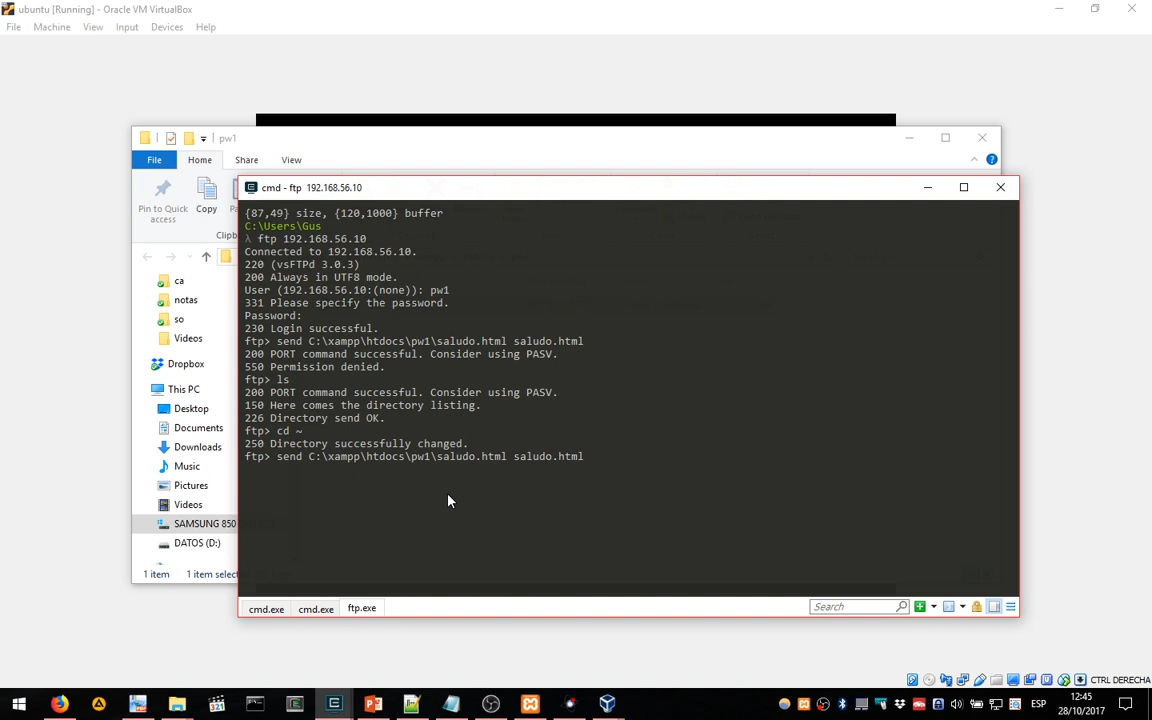 ubuntu [Running] - Oracle VM VirtualBox
File Machine View Input Devices Help
pw1
File Home Share View
Pin to Quick access
Copy
cmd - ftp 192.168.56.10
{87,49} size, {120,1000} buffer
C:\Users\Gus
λ ftp 192.168.56.10
Connected to 192.168.56.10.
220 (vsFTPd 3.0.3)
200 Always in UTF8 mode.
User (192.168.56.10:(none)): pw1
331 Please specify the password.
Password:
230 Login successful.
ftp> send C:\xampp\htdocs\pw1\saludo.html saludo.html
200 PORT command successful. Consider using PASV.
550 Permission denied.
ftp> ls
200 PORT command successful. Consider using PASV.
150 Here comes the directory listing.
226 Directory send OK.
ftp> cd ~
250 Directory successfully changed.
ftp> send C:\xampp\htdocs\pw1\saludo.html saludo.html
ca
notas
so
Videos
Dropbox
This PC
Desktop
Documents
Downloads
Music
Pictures
Videos
SAMSUNG 850
DATOS (D:)
1 item 1 item
cmd.exe cmd.exe ftp.exe
Search
CTRL DERECHA
ESP
12:45
28/10/2017